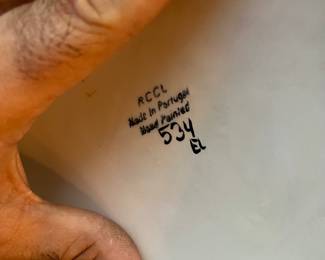 RCCL
Made in Portugal
Hand Painted
534
EL